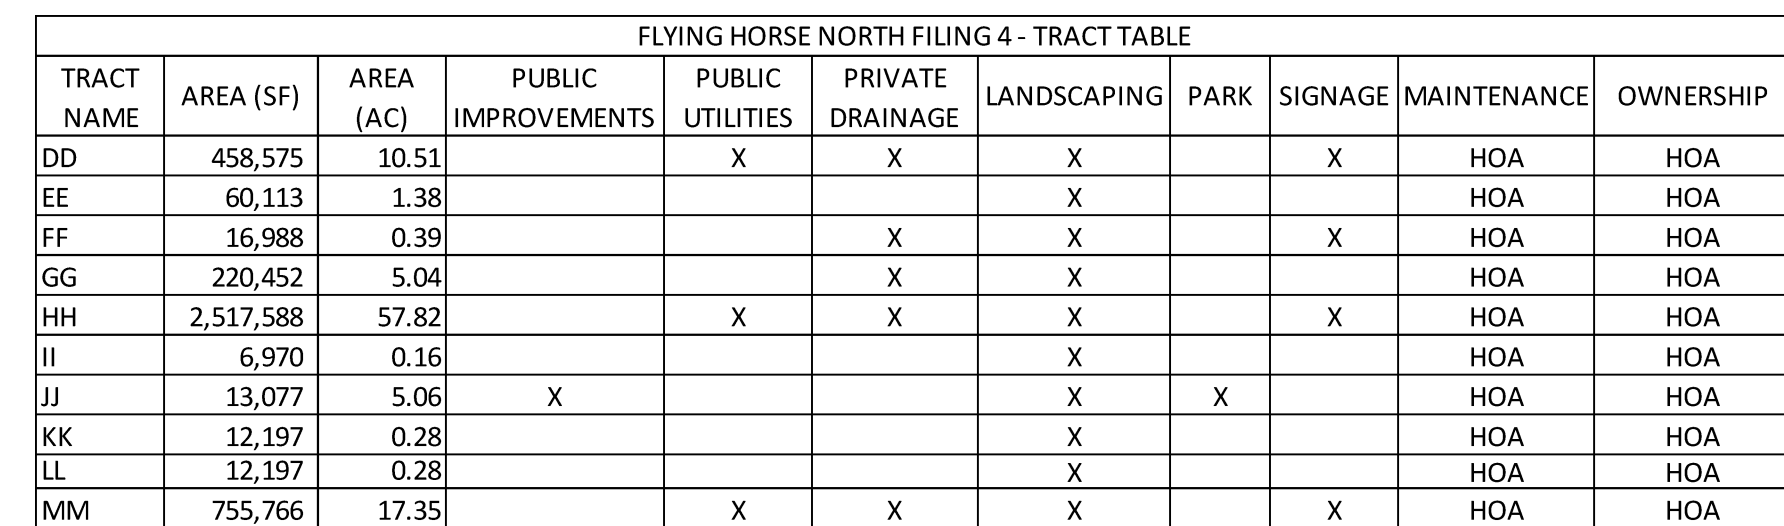 FLYING HORSE NORTH FILING 4 - TRACT TABLE
TRACT NAME AREA (SF) AREA (AC) PUBLIC IMPROVEMENTS PUBLIC UTILITIES PRIVATE DRAINAGE LANDSCAPING PARK SIGNAGE MAINTENANCE OWNERSHIP
DD 458,575 10.51 X X X X HOA HOA
EE 60,113 1.38 X HOA HOA
FF 16,988 0.39 X X X HOA HOA
GG 220,452 5.04 X X HOA HOA
HH 2,517,588 57.82 X X X X HOA HOA
II 6,970 0.16 X HOA HOA
JJ 13,077 5.06 X X X HOA HOA
KK 12,197 0.28 X HOA HOA
LL 12,197 0.28 X HOA HOA
MM 755,766 17.35 X X X X HOA HOA